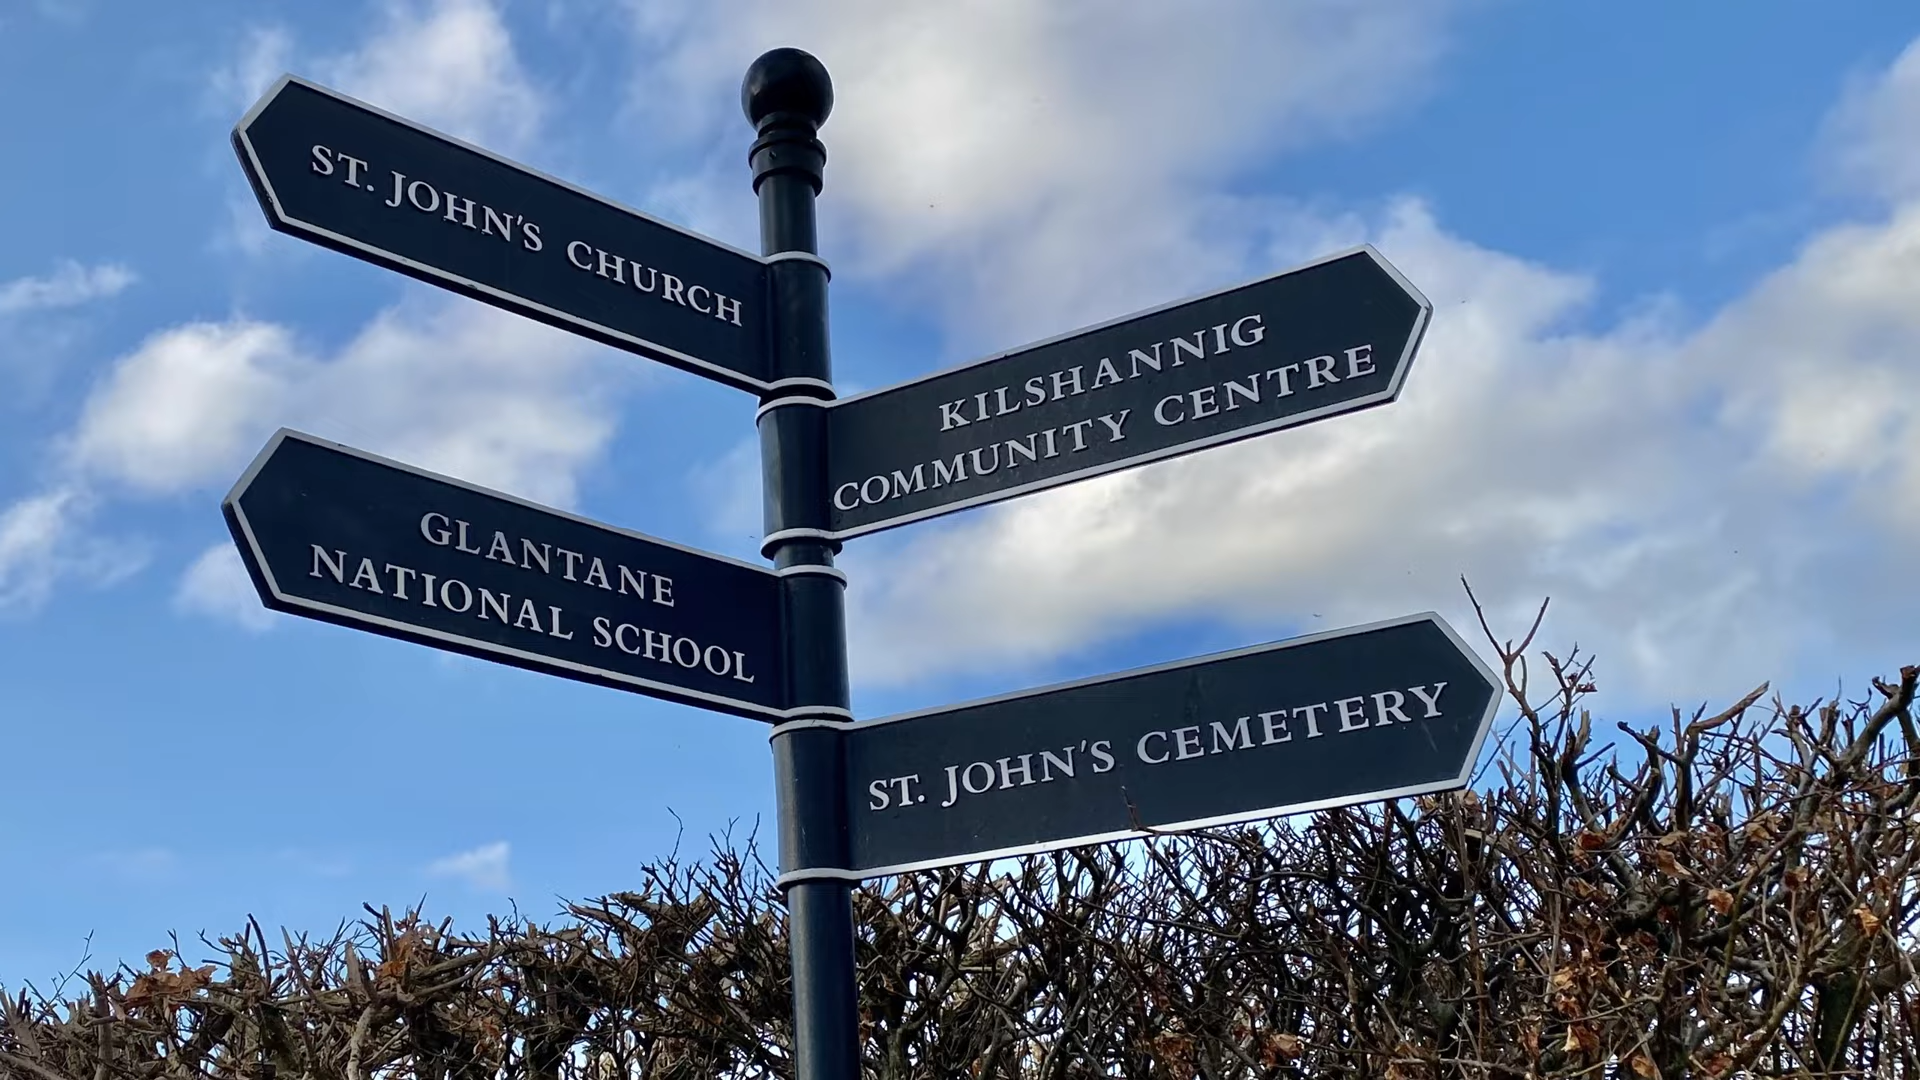 ST. JOHN'S CHURCH
KILSHANNIG
COMMUNITY CENTRE
GLANTANE
NATIONAL SCHOOL
ST. JOHN'S CEMETERY